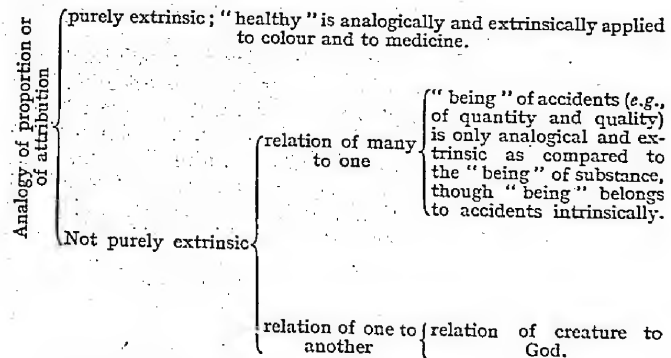 Analogy of proportion or
of attribution
purely extrinsic; “healthy” is analogically and extrinsically applied
to colour and to medicine.
Not purely extrinsic
relation of many
to one
“being” of accidents (e.g.,
of quantity and quality)
is only analogical and ex-
trinsic as compared to
the “being” of substance,
though “being” belongs
to accidents intrinsically.
relation of one to
another
relation of creature to
God.